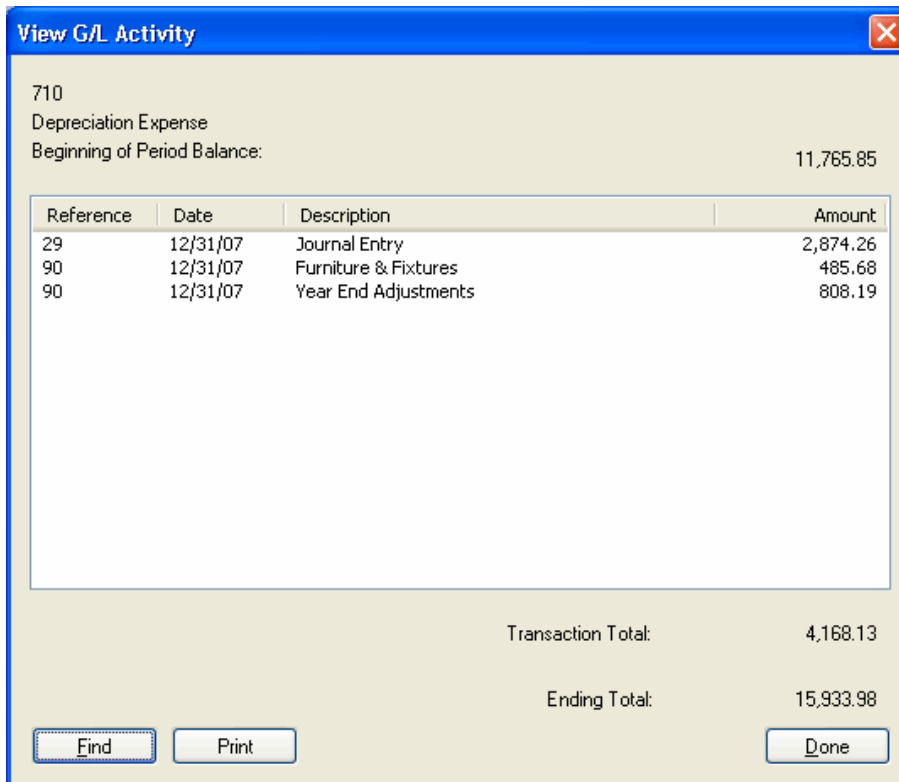 View G/L Activity
710
Depreciation Expense
Beginning of Period Balance: 11,765.85
Reference Date Description Amount
29 12/31/07 Journal Entry 2,874.26
90 12/31/07 Furniture & Fixtures 485.68
90 12/31/07 Year End Adjustments 808.19
Transaction Total: 4,168.13
Ending Total: 15,933.98
Find Print Done